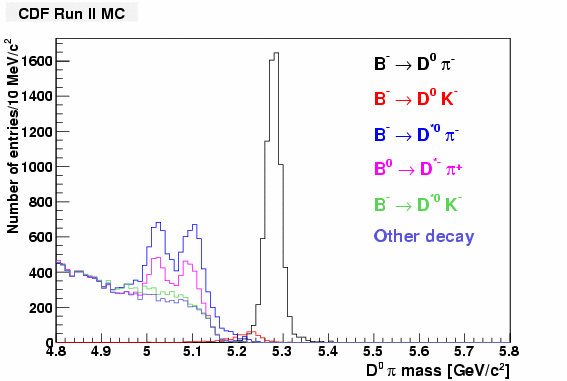 CDF Run II MC
Number of entries/10 MeV/c²
1600
1400
1200
1000
800
600
400
200
0
B⁻ → D⁰ π⁻
B⁻ → D⁰ K⁻
B⁻ → D*⁰ π⁻
B⁰ → D*⁻ π⁺
B⁻ → D*⁰ K⁻
Other decay
4.8 4.9 5 5.1 5.2 5.3 5.4 5.5 5.6 5.7 5.8
D⁰ π mass [GeV/c²]